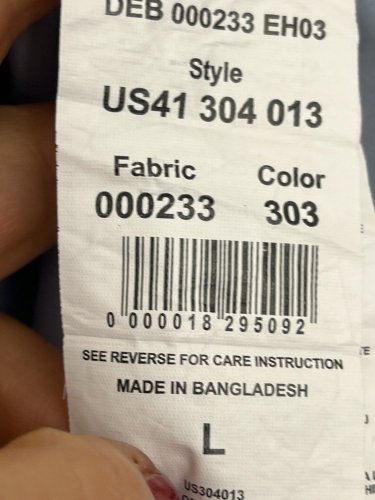 DEB 000233 EH03
Style
US41 304 013
Fabric Color
000233 303
0 000018 295092
SEE REVERSE FOR CARE INSTRUCTION
MADE IN BANGLADESH
L
US304013